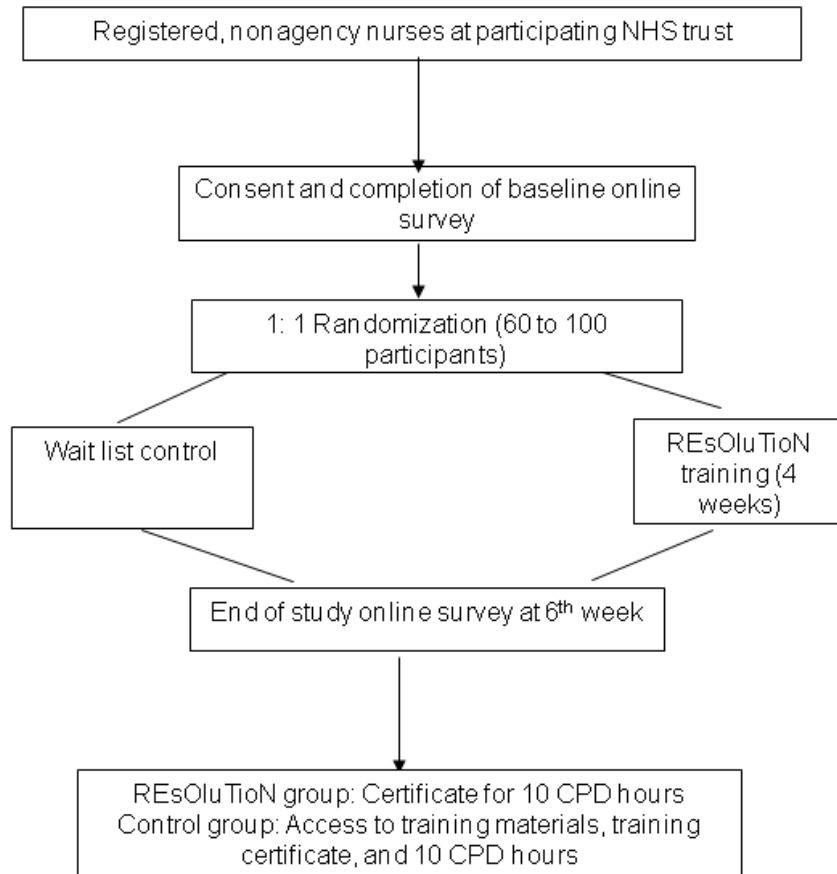 Registered, nonagency nurses at participating NHS trust
Consent and completion of baseline online
survey
1: 1 Randomization (60 to 100
participants)
Wait list control
REsOluTioN
training (4
weeks)
End of study online survey at 6th week
REsOluTioN group: Certificate for 10 CPD hours
Control group: Access to training materials, training
certificate, and 10 CPD hours